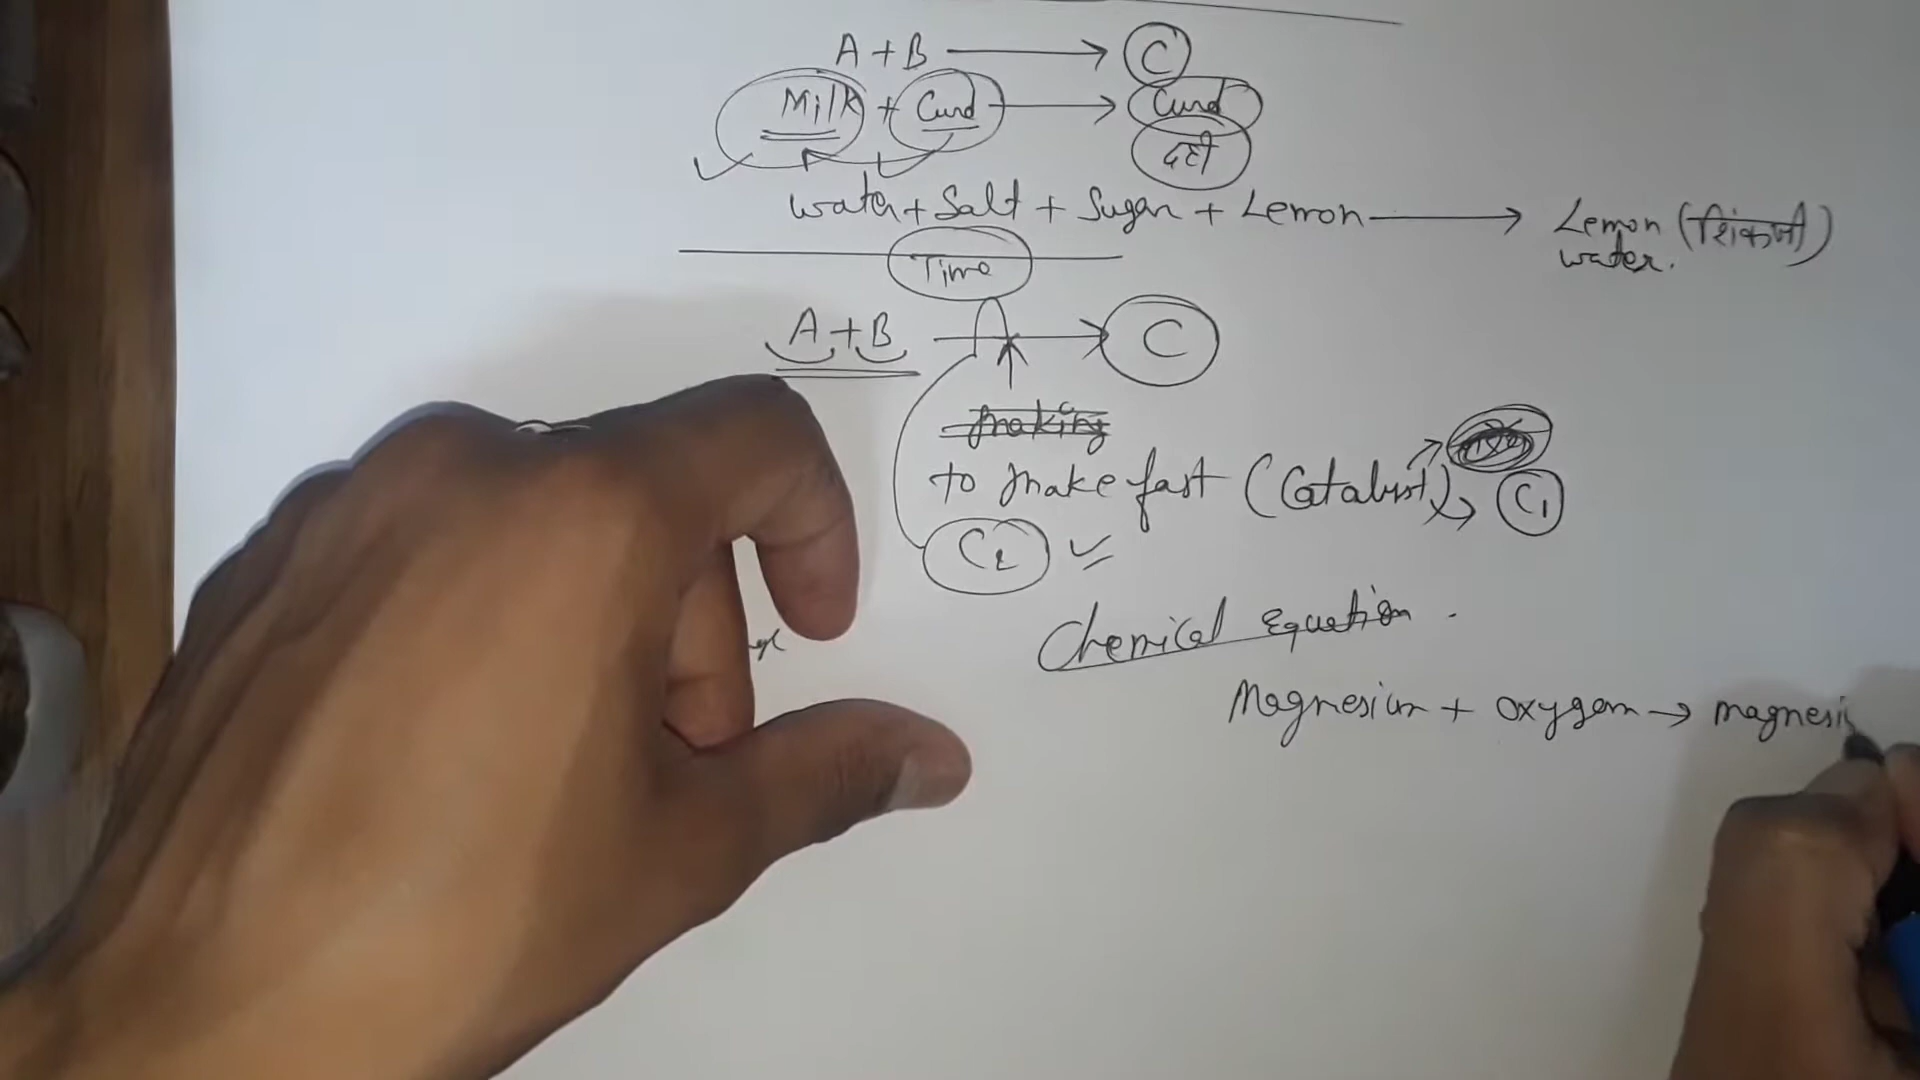 A + B ⟶ C
Milk + Curd ⟶ Curd
दही
water + Salt + Sugar + Lemon ⟶ Lemon (शिकंजी)
water.
Time
A + B ⟶ C
making
to make fast (Catalyst) → C1
C2
Chemical Equation.
Magnesium + oxygen → magnesi